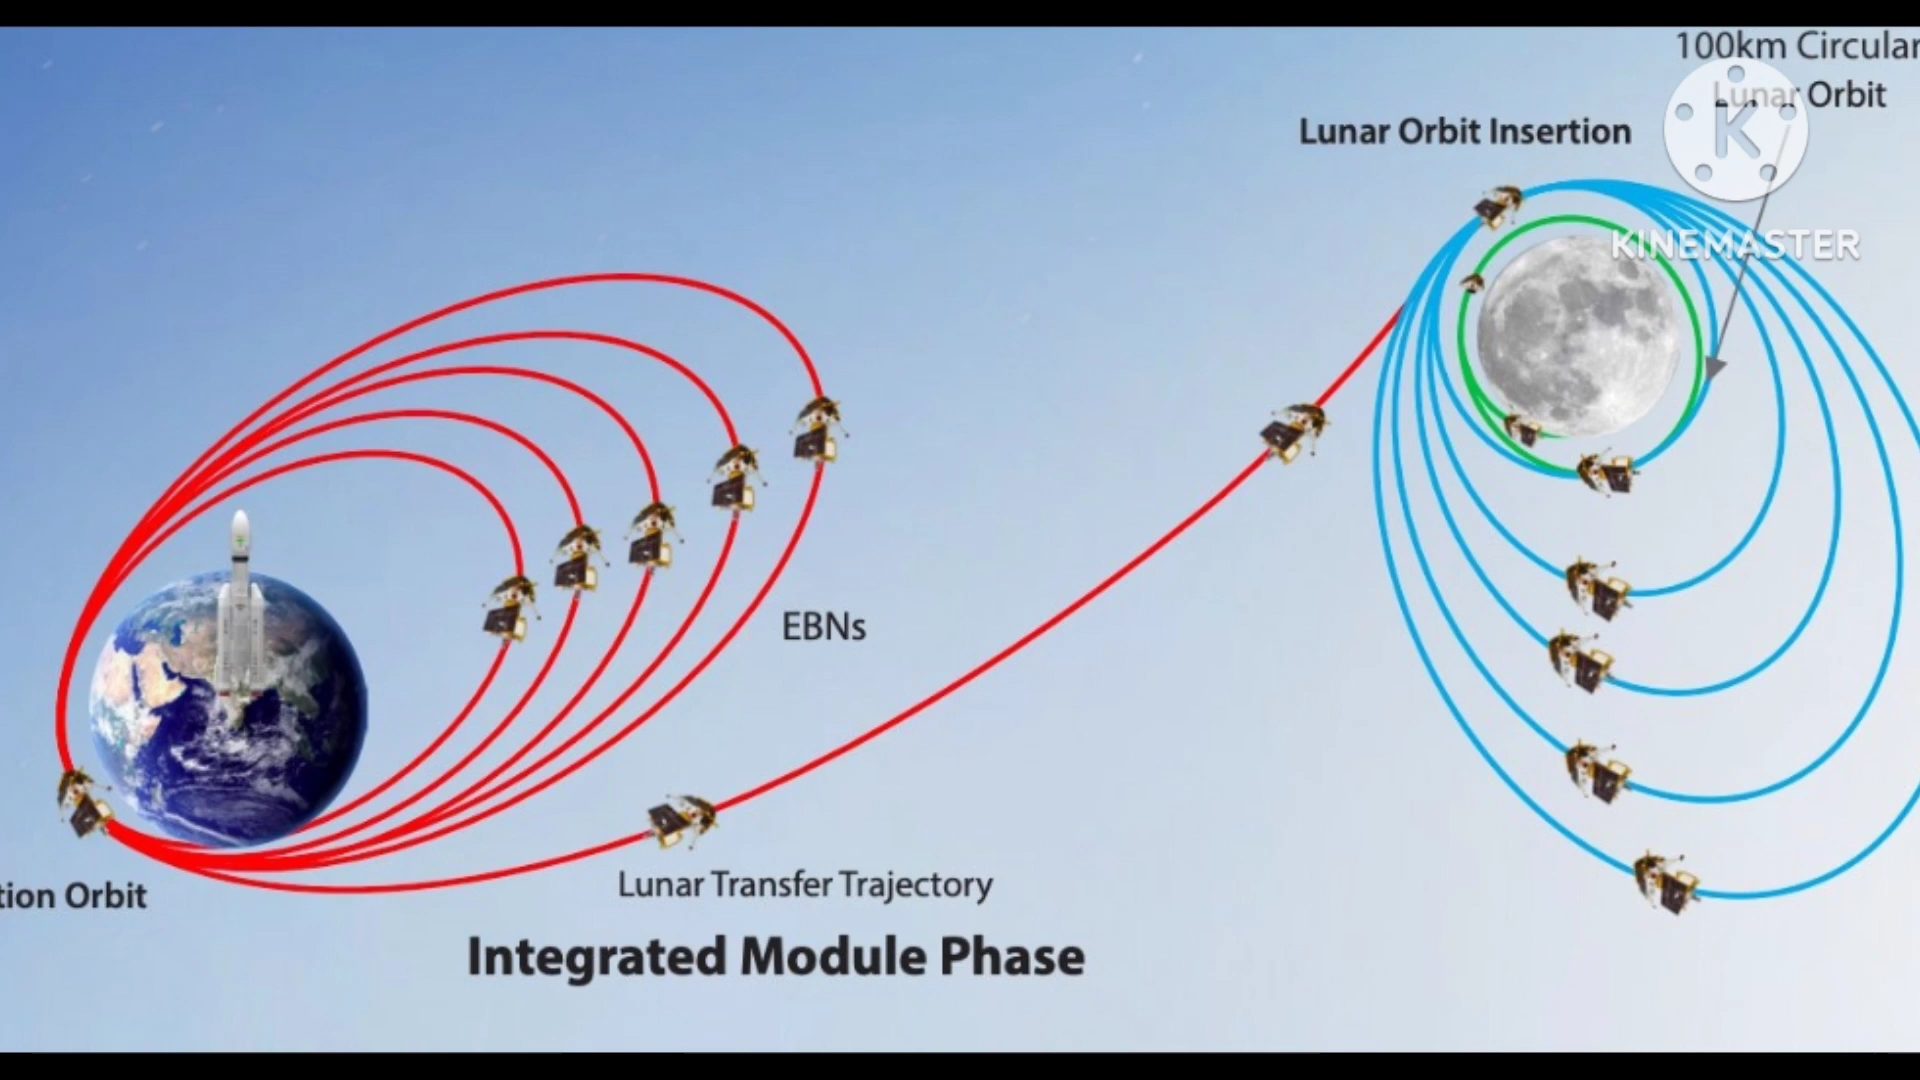 100km Circular
Lunar Orbit
Lunar Orbit Insertion
K
KINEMASTER
EBNs
tion Orbit
Lunar Transfer Trajectory
Integrated Module Phase